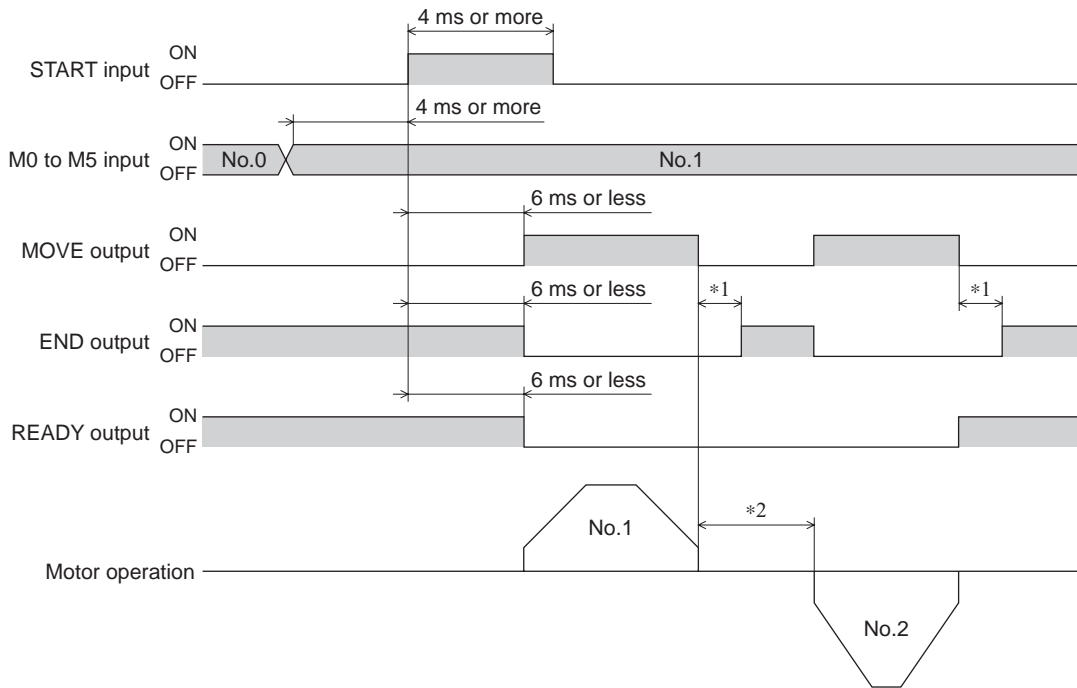 4 ms or more
START input
ON
OFF
4 ms or more
M0 to M5 input
ON
OFF
No.0
No.1
6 ms or less
MOVE output
ON
OFF
6 ms or less
*1
*1
END output
ON
OFF
6 ms or less
READY output
ON
OFF
No.1
*2
Motor operation
No.2